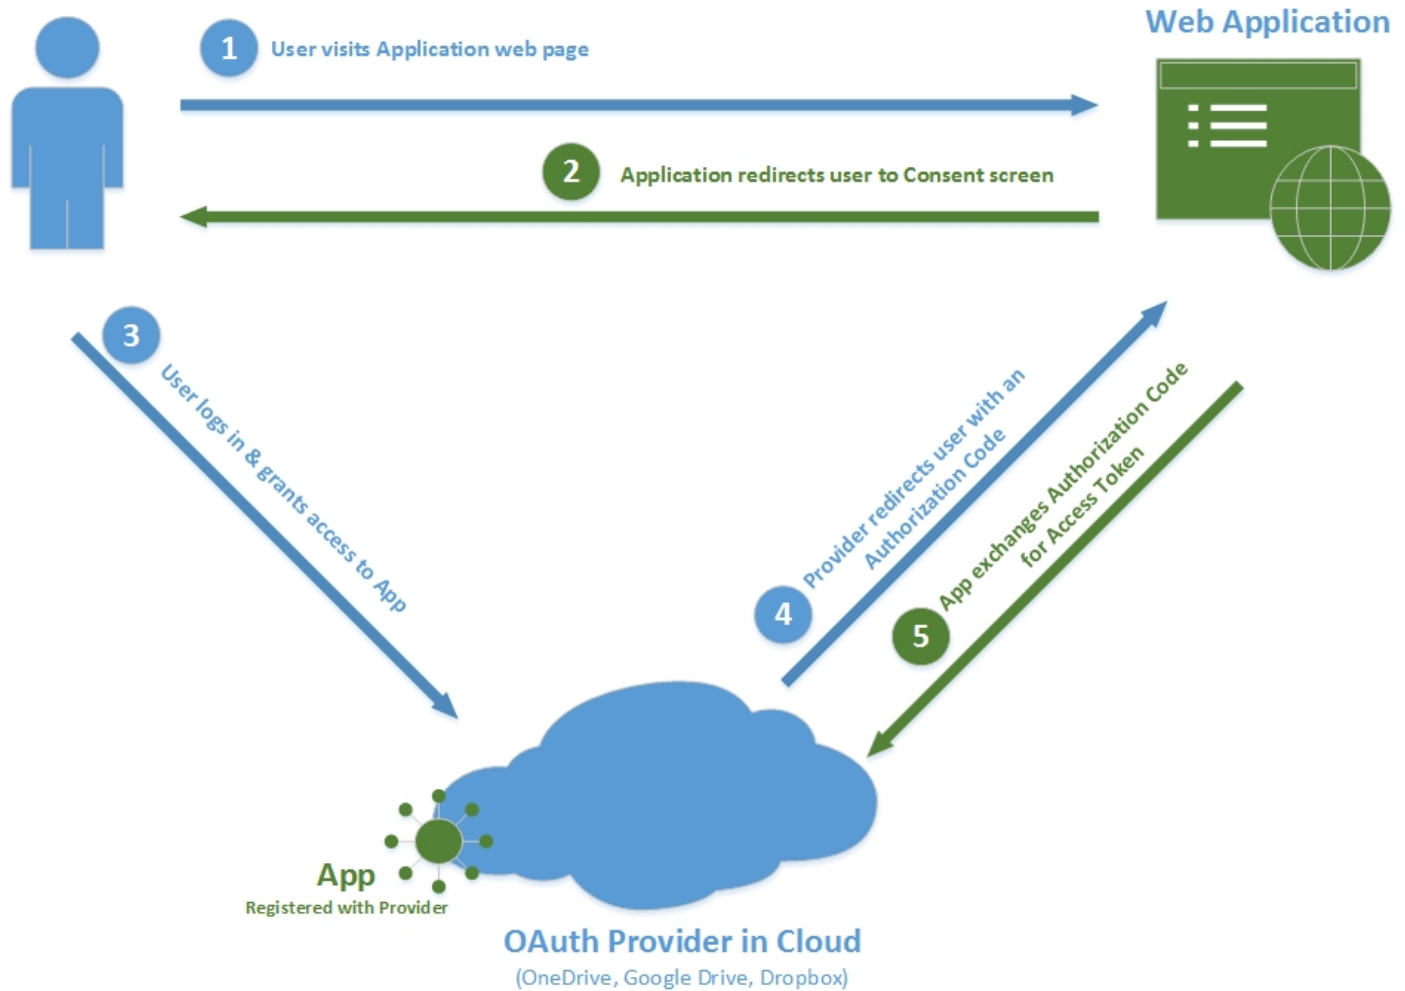 Web Application
1 User visits Application web page
2 Application redirects user to Consent screen
3
User logs in & grants access to App
4
Provider redirects user with an
Authorization Code
5
App exchanges Authorization Code
for Access Token
App
Registered with Provider
OAuth Provider in Cloud
(OneDrive, Google Drive, Dropbox)